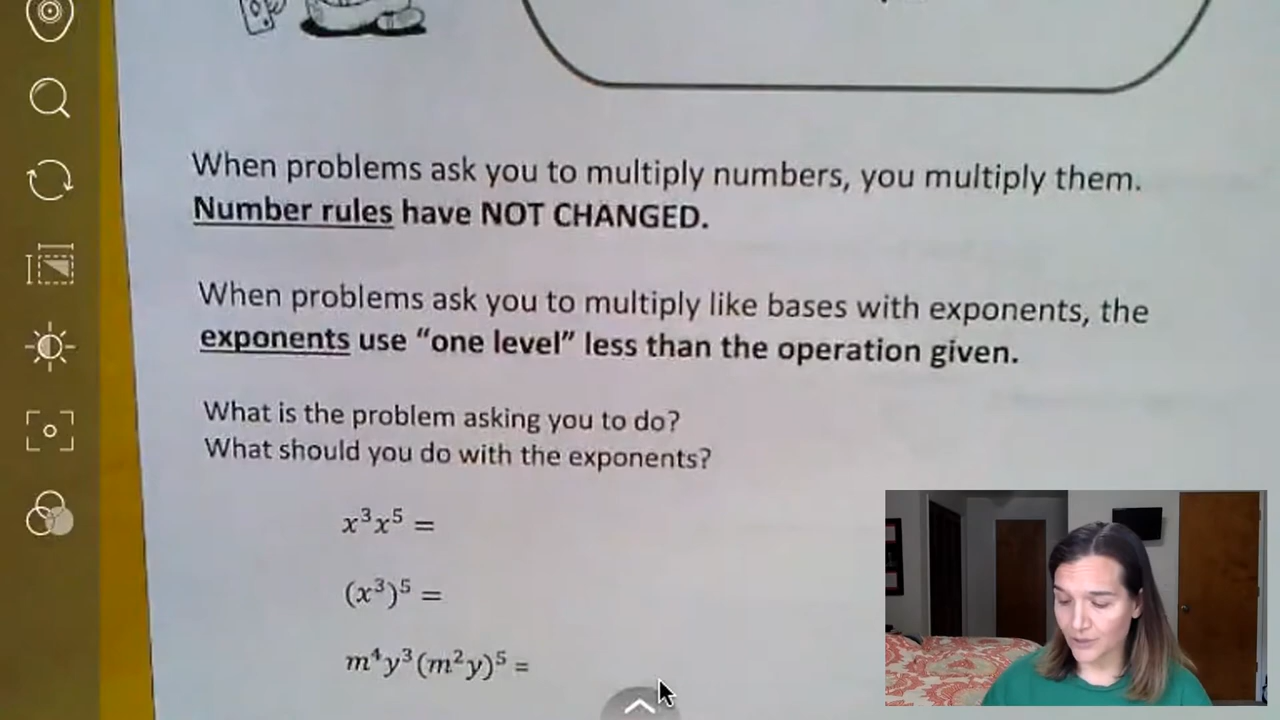 When problems ask you to multiply numbers, you multiply them.
Number rules have NOT CHANGED.
When problems ask you to multiply like bases with exponents, the
exponents use “one level” less than the operation given.
What is the problem asking you to do?
What should you do with the exponents?
x³x⁵ =
(x³)⁵ =
m⁴y³(m²y)⁵ =